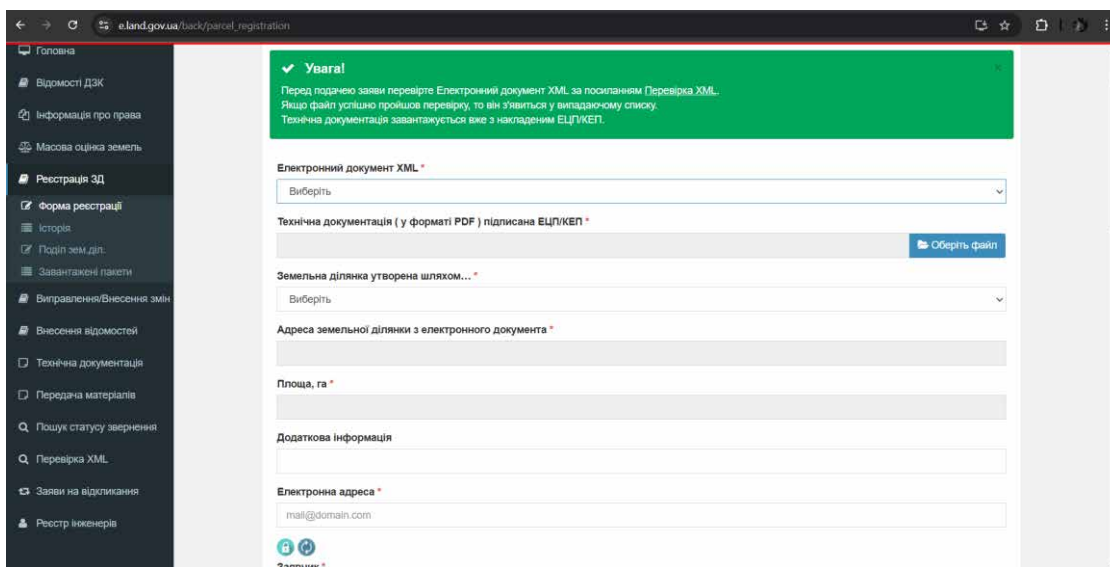 e.land.gov.ua/back/parcel_registration
Головна
Відомості ДЗК
Інформація про права
Масова оцінка земель
Реєстрація ЗД
Форма реєстрації
Історія
Поділ зем.діл.
Завантажені пакети
Виправлення/Внесення змін
Внесення відомостей
Технічна документація
Передача матеріалів
Пошук статусу звернення
Перевірка XML
Заяви на відкликання
Реєстр інженерів
Увага!
Перед подачею заяви перевірте Електронний документ XML за посиланням Перевірка XML.
Якщо файл успішно пройшов перевірку, то він з'явиться у випадаючому списку.
Технічна документація завантажується вже з накладеним ЕЦП/КЕП.
Електронний документ XML *
Виберіть
Технічна документація ( у форматі PDF ) підписана ЕЦП/КЕП *
Оберіть файл
Земельна ділянка утворена шляхом... *
Виберіть
Адреса земельної ділянки з електронного документа *
Площа, га *
Додаткова інформація
Електронна адреса *
mail@domain.com
Заявник *